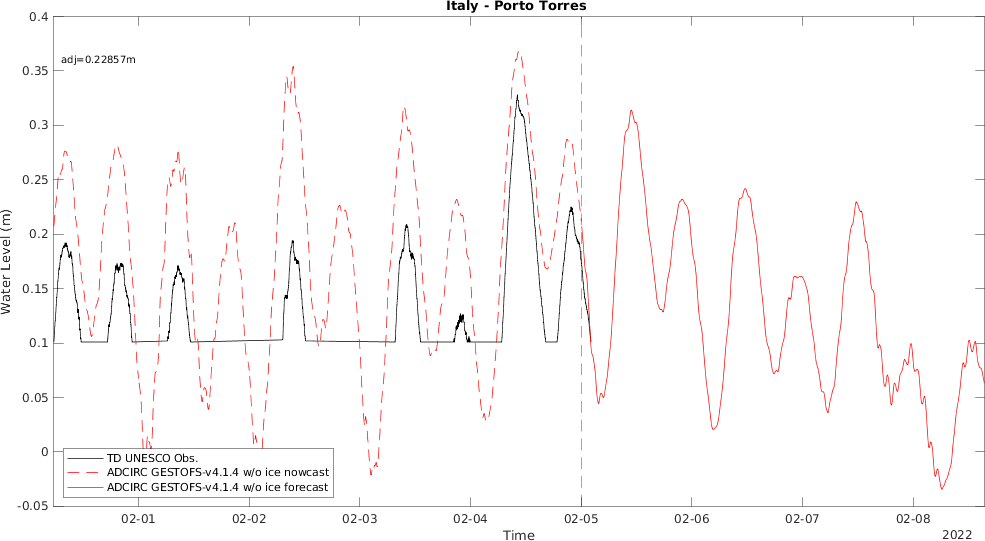 Italy - Porto Torres
0.4
0.35
0.3
0.25
0.2
0.15
0.1
0.05
0
-0.05
Water Level (m)
adj=0.22857m
TD UNESCO Obs.
ADCIRC GESTOFS-v4.1.4 w/o ice nowcast
ADCIRC GESTOFS-v4.1.4 w/o ice forecast
02-01 02-02 02-03 02-04 02-05 02-06 02-07 02-08
Time
2022